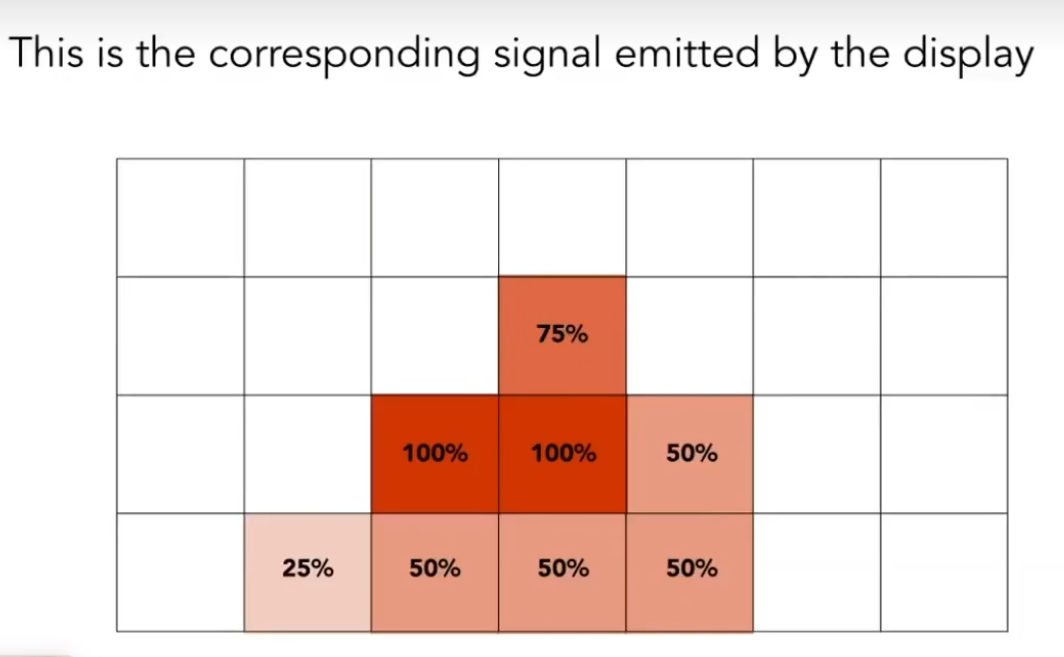 This is the corresponding signal emitted by the display
75%
100% 100% 50%
25% 50% 50% 50%